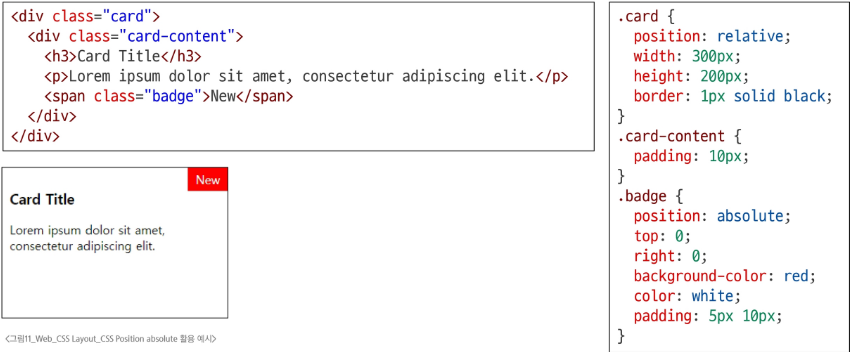 <div class="card">
  <div class="card-content">
    <h3>Card Title</h3>
    <p>Lorem ipsum dolor sit amet, consectetur adipiscing elit.</p>
    <span class="badge">New</span>
  </div>
</div>
New
Card Title
Lorem ipsum dolor sit amet,
consectetur adipiscing elit.
<그림11_Web_CSS Layout_CSS Position absolute 활용 예시>
.card {
  position: relative;
  width: 300px;
  height: 200px;
  border: 1px solid black;
}
.card-content {
  padding: 10px;
}
.badge {
  position: absolute;
  top: 0;
  right: 0;
  background-color: red;
  color: white;
  padding: 5px 10px;
}